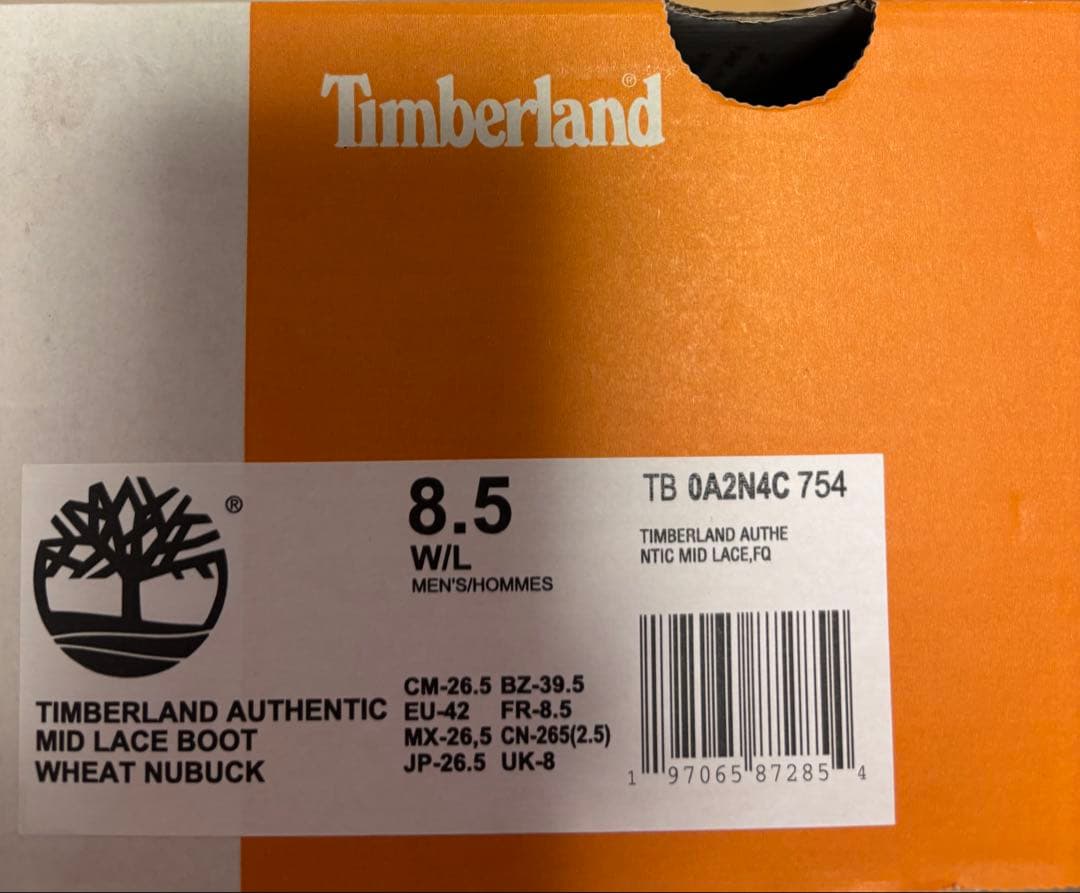 Timberland®
®
8.5
W/L
MEN'S/HOMMES
TB 0A2N4C 754
TIMBERLAND AUTHE
NTIC MID LACE,FQ
TIMBERLAND AUTHENTIC
MID LACE BOOT
WHEAT NUBUCK
CM-26.5 BZ-39.5
EU-42 FR-8.5
MX-26,5 CN-265(2.5)
JP-26.5 UK-8
1 97065 87285 4